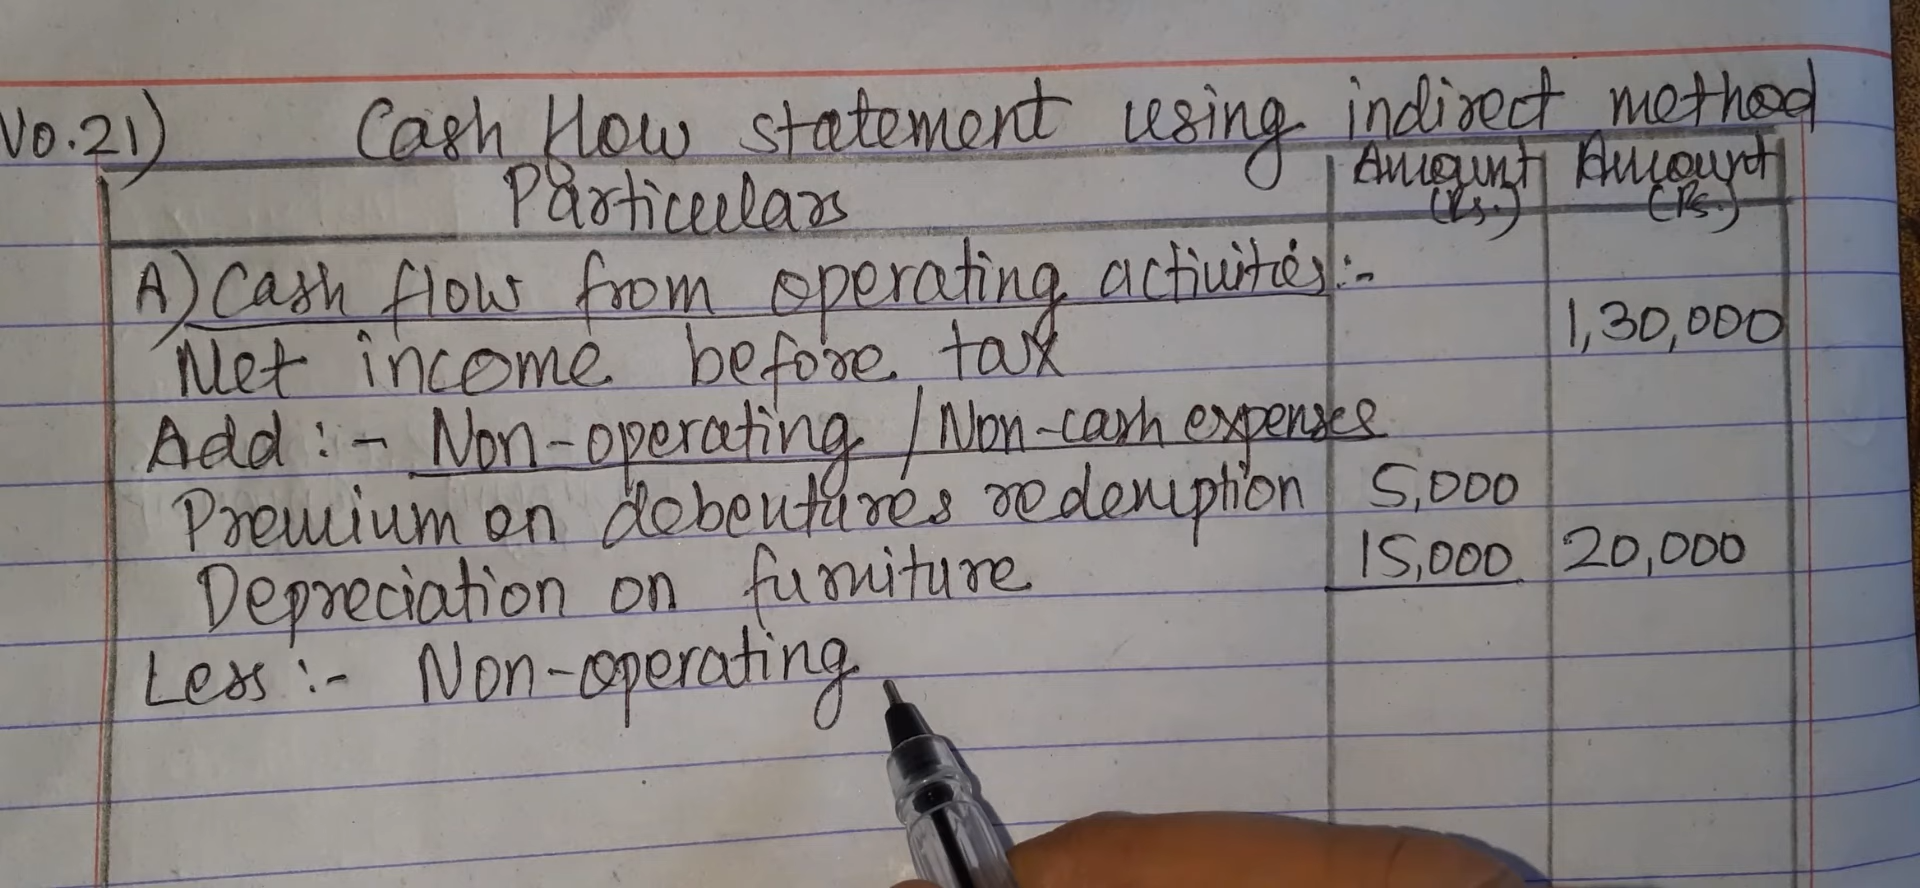 No.21) Cash flow statement using indirect method
Particulars Amount (Rs.) Amount (Rs.)
A) Cash flow from operating activities:-
Net income before tax 1,30,000
Add :- Non-operating / Non-cash expenses
Premium on debentures redemption 5,000
Depreciation on furniture 15,000 20,000
Less :- Non-operating